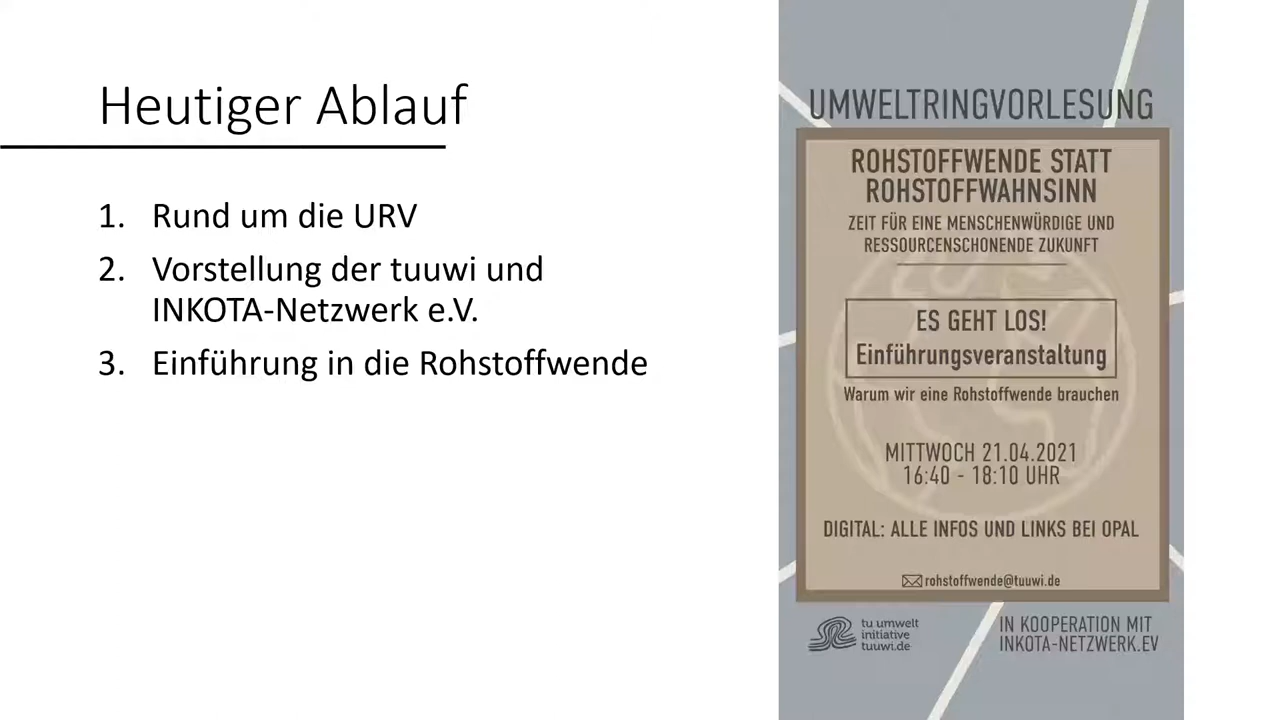 Heutiger Ablauf
1. Rund um die URV
2. Vorstellung der tuuwi und
INKOTA-Netzwerk e.V.
3. Einführung in die Rohstoffwende
UMWELTRINGVORLESUNG
ROHSTOFFWENDE STATT
ROHSTOFFWAHNSINN
ZEIT FÜR EINE MENSCHENWÜRDIGE UND
RESSOURCENSCHONENDE ZUKUNFT
ES GEHT LOS!
Einführungsveranstaltung
Warum wir eine Rohstoffwende brauchen
MITTWOCH 21.04.2021
16:40 - 18:10 UHR
DIGITAL: ALLE INFOS UND LINKS BEI OPAL
rohstoffwende@tuuwi.de
tu umwelt
initiative
tuuwi.de
IN KOOPERATION MIT
INKOTA-NETZWERK.EV